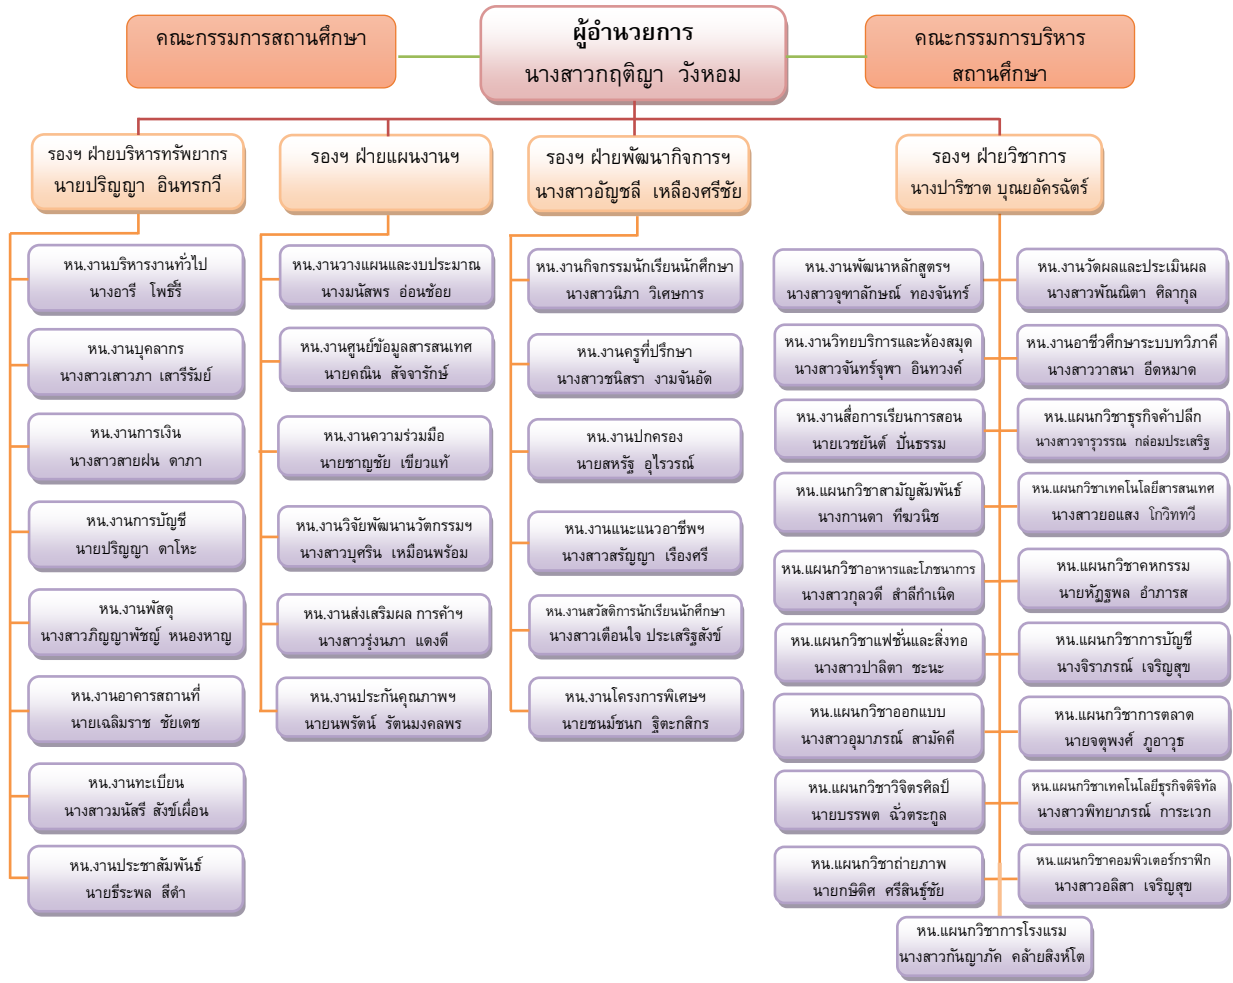 คณะกรรมการสถานศึกษา
ผู้อำนวยการ
นางสาวกฤติญา วังหอม
คณะกรรมการบริหาร
สถานศึกษา
รองฯ ฝ่ายบริหารทรัพยากร
นายปริญญา อินทรกวี
รองฯ ฝ่ายแผนงานฯ
รองฯ ฝ่ายพัฒนากิจการฯ
นางสาวอัญชลี เหลืองศรีชัย
รองฯ ฝ่ายวิชาการ
นางปาริชาต บุณยอัครฉัตร์
หน.งานบริหารงานทั่วไป
นางอารี โพธิ์รี
หน.งานบุคลากร
นางสาวเสาวภา เสารีรัมย์
หน.งานการเงิน
นางสาวสายฝน ดาภา
หน.งานการบัญชี
นายปริญญา ดาโหะ
หน.งานพัสดุ
นางสาวภิญญาพัชญ์ หนองหาญ
หน.งานอาคารสถานที่
นายเฉลิมราช ชัยเดช
หน.งานทะเบียน
นางสาวมนัสรี สังข์เผื่อน
หน.งานประชาสัมพันธ์
นายธีระพล สีดำ
หน.งานวางแผนและงบประมาณ
นางมนัสพร อ่อนช้อย
หน.งานศูนย์ข้อมูลสารสนเทศ
นายคณิน สัจจารักษ์
หน.งานความร่วมมือ
นายชาญชัย เขียวแท้
หน.งานวิจัยพัฒนานวัตกรรมฯ
นางสาวบุศริน เหมือนพร้อม
หน.งานส่งเสริมผล การค้าฯ
นางสาวรุ่งนภา แดงดี
หน.งานประกันคุณภาพฯ
นายนพรัตน์ รัตนมงคลพร
หน.งานกิจกรรมนักเรียนนักศึกษา
นางสาวนิภา วิเศษการ
หน.งานครูที่ปรึกษา
นางสาวชนิสรา งามจันอัด
หน.งานปกครอง
นายสหรัฐ อุไรวรณ์
หน.งานแนะแนวอาชีพฯ
นางสาวสรัญญา เรืองศรี
หน.งานสวัสดิการนักเรียนนักศึกษา
นางสาวเตือนใจ ประเสริฐสังข์
หน.งานโครงการพิเศษฯ
นายชนม์ชนก ฐิตะกสิกร
หน.งานพัฒนาหลักสูตรฯ
นางสาวจุฑาลักษณ์ ทองจันทร์
หน.งานวิทยบริการและห้องสมุด
นางสาวจันทร์จุพา อินทวงค์
หน.งานสื่อการเรียนการสอน
นายเวชยันต์ ปั่นธรรม
หน.แผนกวิชาสามัญสัมพันธ์
นางกานดา ทีฆวนิช
หน.แผนกวิชาอาหารและโภชนาการ
นางสาวกุลวดี สำลีกำเนิด
หน.แผนกวิชาแฟชั่นและสิ่งทอ
นางสาวปาลิตา ชะนะ
หน.แผนกวิชาออกแบบ
นางสาวอุมาภรณ์ สามัคคี
หน.แผนกวิชาวิจิตรศิลป์
นายบรรพต ฉั่วตระกูล
หน.แผนกวิชาถ่ายภาพ
นายกษิดิศ ศรีสินธุ์ชัย
หน.งานวัดผลและประเมินผล
นางสาวพัณณิตา ศิลากุล
หน.งานอาชีวศึกษาระบบทวิภาคี
นางสาววาสนา อีดหมาด
หน.แผนกวิชาธุรกิจค้าปลีก
นางสาวจารุวรรณ กล่อมประเสริฐ
หน.แผนกวิชาเทคโนโลยีสารสนเทศ
นางสาวยอแสง โกวิททวี
หน.แผนกวิชาคหกรรม
นายหัฏฐพล อำภารส
หน.แผนกวิชาการบัญชี
นางจิราภรณ์ เจริญสุข
หน.แผนกวิชาการตลาด
นายจตุพงศ์ ภูอาวุธ
หน.แผนกวิชาเทคโนโลยีธุรกิจดิจิทัล
นางสาวพิทยาภรณ์ การะเวก
หน.แผนกวิชาคอมพิวเตอร์กราฟิก
นางสาวอลิสา เจริญสุข
หน.แผนกวิชาการโรงแรม
นางสาวกันญาภัค คล้ายสิงห์โต